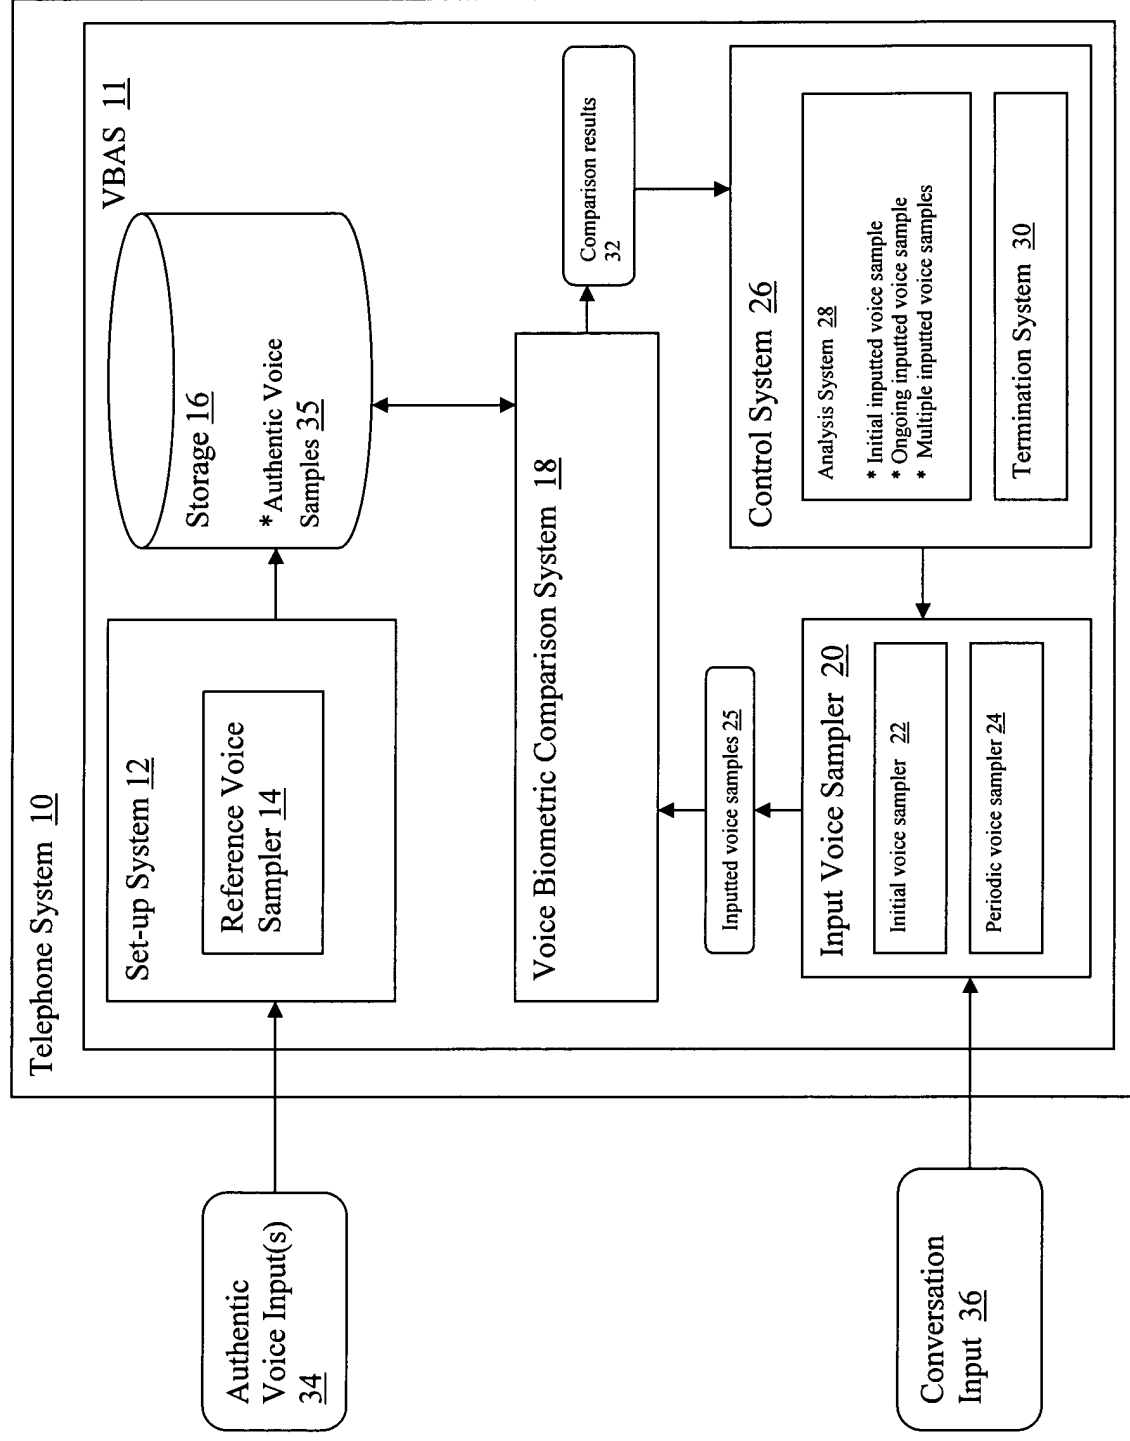 Telephone System 10
VBAS 11
Set-up System 12
Reference Voice
Sampler 14
Storage 16
*Authentic Voice
Samples 35
Authentic
Voice Input(s)
34
Voice Biometric Comparison System 18
Comparison results
32
Inputted voice samples 25
Input Voice Sampler 20
Initial voice sampler 22
Periodic voice sampler 24
Control System 26
Analysis System 28
* Initial inputted voice sample
* Ongoing inputted voice sample
* Multiple inputted voice samples
Termination System 30
Conversation
Input 36